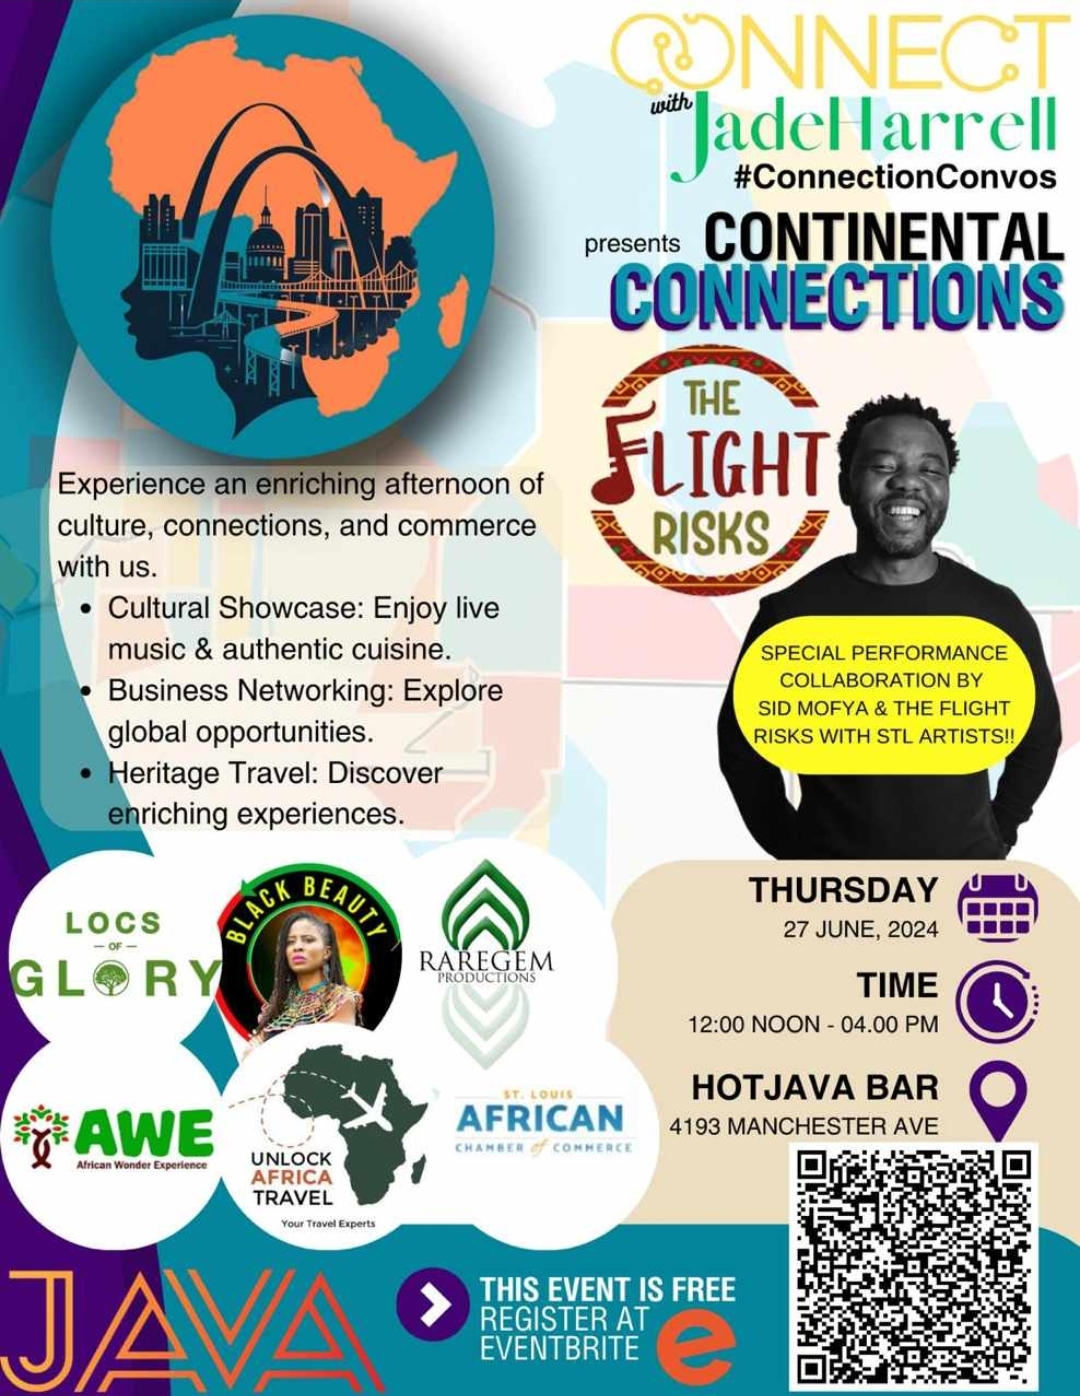 CONNECT
with JadeHarrell
#ConnectionConvos
presents CONTINENTAL
CONNECTIONS
THE
FLIGHT
RISKS
Experience an enriching afternoon of
culture, connections, and commerce
with us.
• Cultural Showcase: Enjoy live
music & authentic cuisine.
• Business Networking: Explore
global opportunities.
• Heritage Travel: Discover
enriching experiences.
SPECIAL PERFORMANCE
COLLABORATION BY
SID MOFYA & THE FLIGHT
RISKS WITH STL ARTISTS!!
LOCS
– OF –
GLORY
BLACK BEAUTY
RAREGEM
PRODUCTIONS
AWE
African Wonder Experience
UNLOCK
AFRICA
TRAVEL
Your Travel Experts
ST. LOUIS
AFRICAN
CHAMBER of COMMERCE
THURSDAY
27 JUNE, 2024
TIME
12:00 NOON - 04.00 PM
HOTJAVA BAR
4193 MANCHESTER AVE
JAVA
THIS EVENT IS FREE
REGISTER AT
EVENTBRITE
e